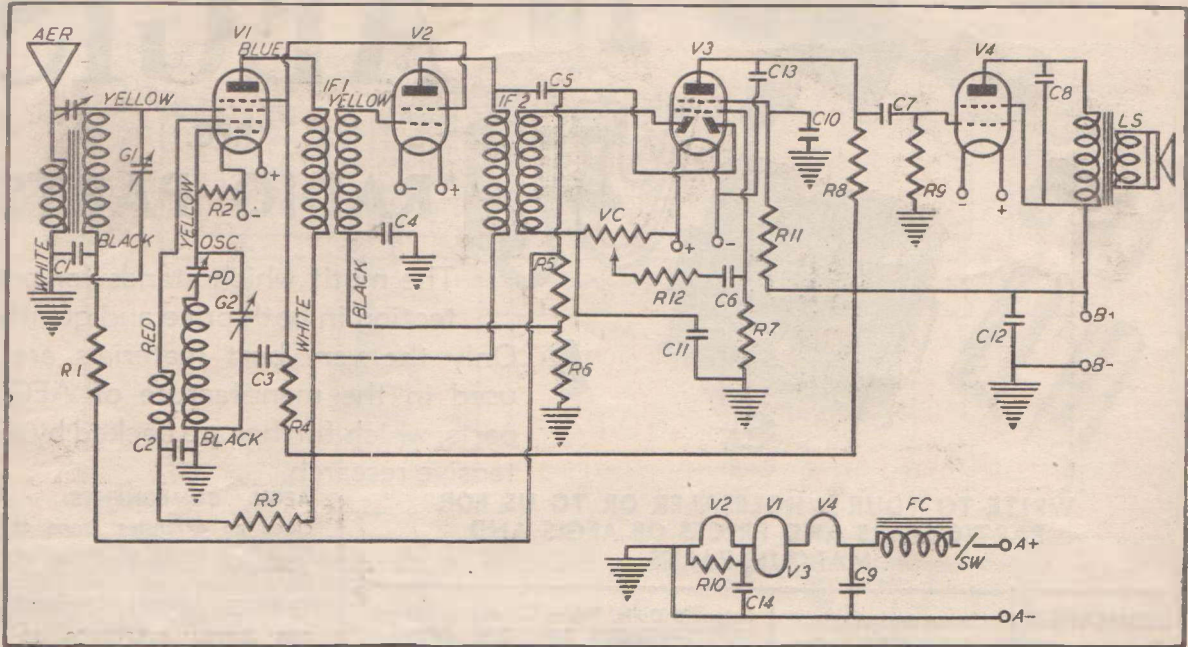 AER
V1
BLUE
V2
V3
V4
YELLOW
IF1
YELLOW
C5
IF2
C13
C10
C7
C8
LS
G1
R2
+
-
-
+
R8
R9
-
+
WHITE
C1
BLACK
YELLOW
OSC
PD
C4
VC
+
-
R11
R5
R12
C6
RED
G2
WHITE
BLACK
R1
C3
R6
C11
R7
C12
B+
B-
C2
BLACK
R4
R3
V2
V1
V4
FC
R10
V3
C14
C9
SW
A+
A-